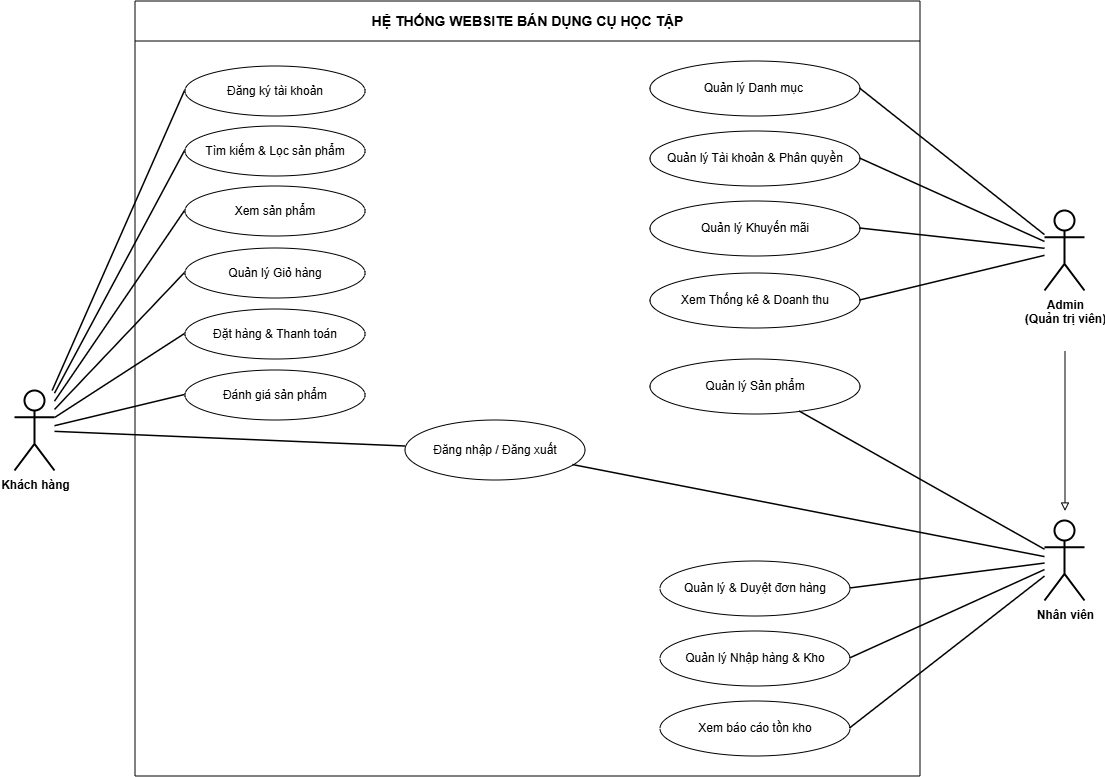 HỆ THỐNG WEBSITE BÁN DỤNG CỤ HỌC TẬP
Đăng ký tài khoản
Tìm kiếm & Lọc sản phẩm
Xem sản phẩm
Quản lý Giỏ hàng
Đặt hàng & Thanh toán
Đánh giá sản phẩm
Khách hàng
Đăng nhập / Đăng xuất
Quản lý Danh mục
Quản lý Tài khoản & Phân quyền
Quản lý Khuyến mãi
Xem Thống kê & Doanh thu
Admin
(Quản trị viên)
Quản lý Sản phẩm
Quản lý & Duyệt đơn hàng
Quản lý Nhập hàng & Kho
Xem báo cáo tồn kho
Nhân viên